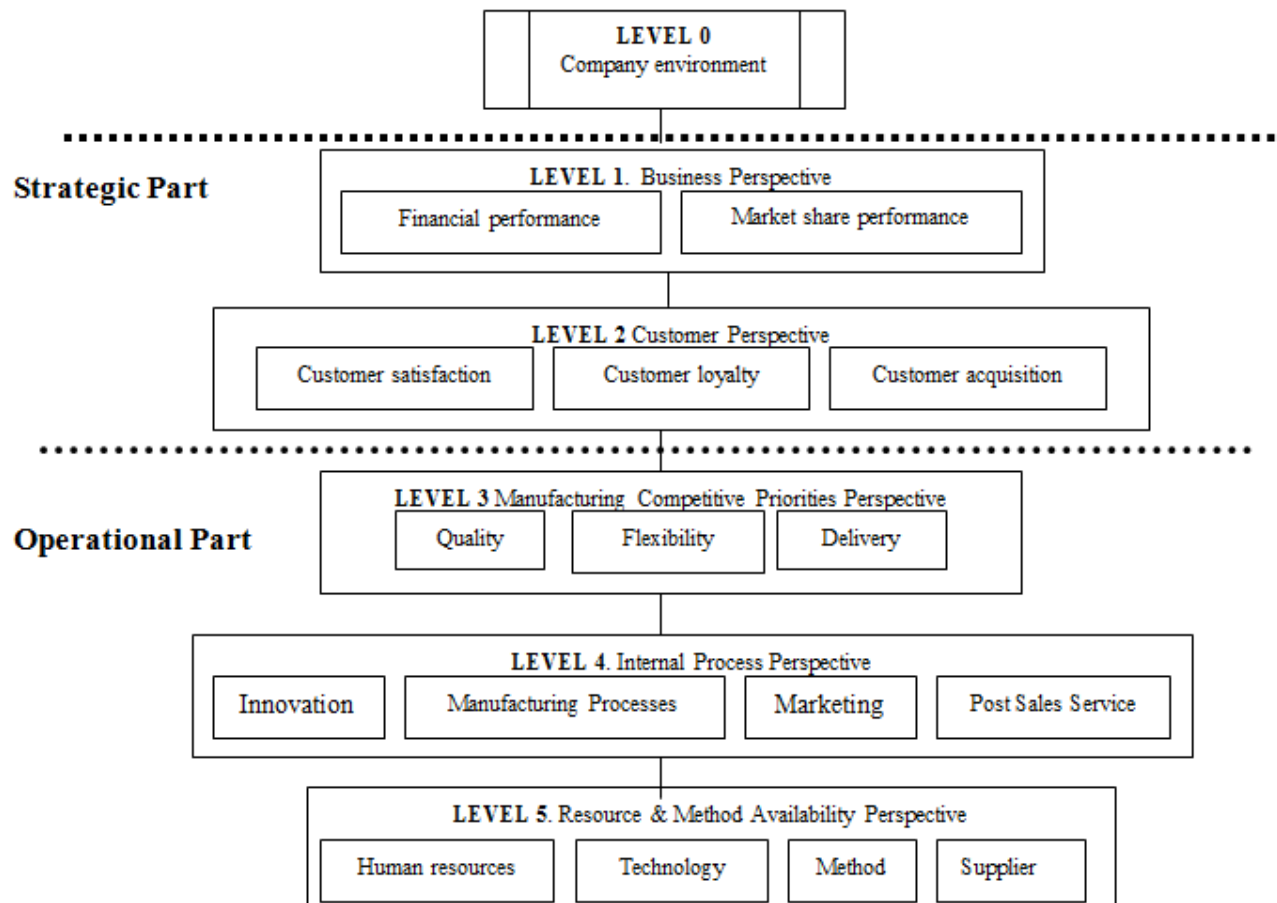 LEVEL 0
Company environment
Strategic Part
LEVEL 1. Business Perspective
Financial performance
Market share performance
LEVEL 2 Customer Perspective
Customer satisfaction
Customer loyalty
Customer acquisition
Operational Part
LEVEL 3 Manufacturing Competitive Priorities Perspective
Quality
Flexibility
Delivery
LEVEL 4. Internal Process Perspective
Innovation
Manufacturing Processes
Marketing
Post Sales Service
LEVEL 5. Resource & Method Availability Perspective
Human resources
Technology
Method
Supplier